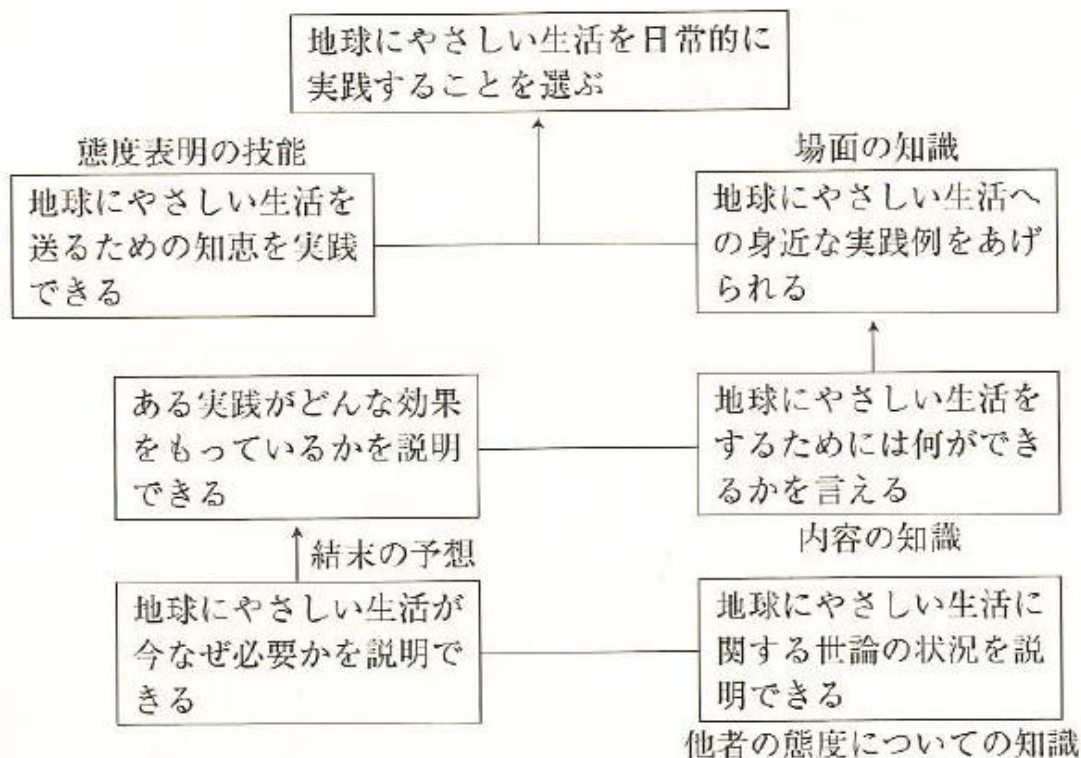 地球にやさしい生活を日常的に
実践することを選ぶ
態度表明の技能
地球にやさしい生活を
送るための知恵を実践
できる
場面の知識
地球にやさしい生活へ
の身近な実践例をあげ
られる
ある実践がどんな効果
をもっているかを説明
できる
地球にやさしい生活を
するためには何ができ
るかを言える
内容の知識
結末の予想
地球にやさしい生活が
今なぜ必要かを説明で
きる
地球にやさしい生活に
関する世論の状況を説
明できる
他者の態度についての知識